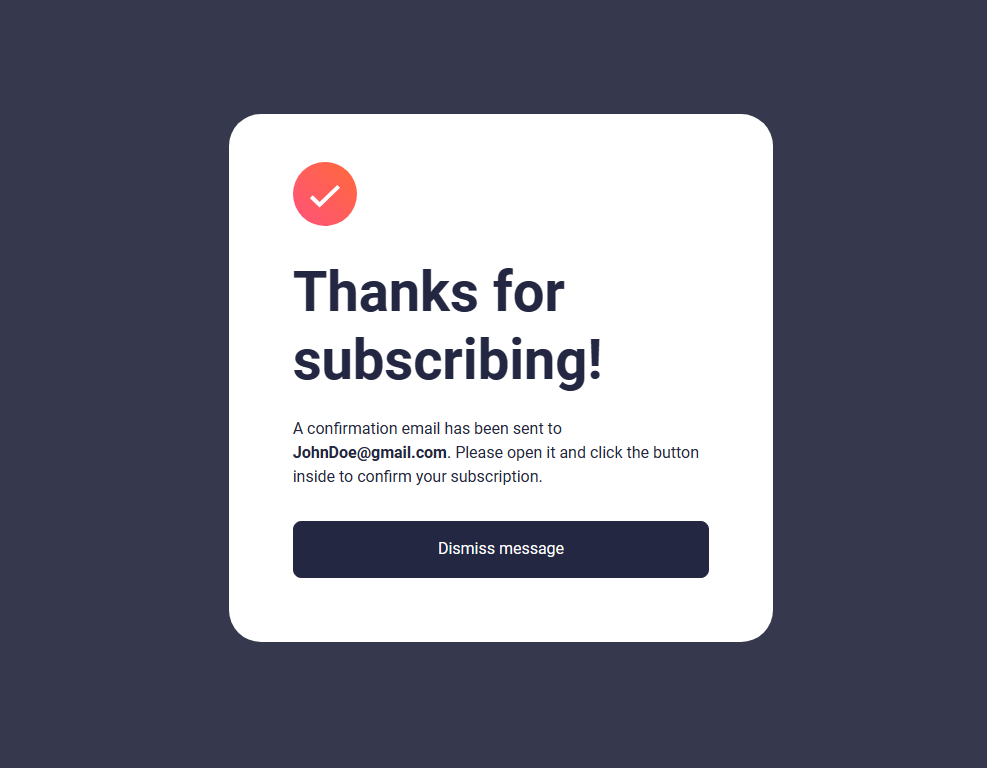 Thanks for
subscribing!
A confirmation email has been sent to
JohnDoe@gmail.com. Please open it and click the button
inside to confirm your subscription.
Dismiss message